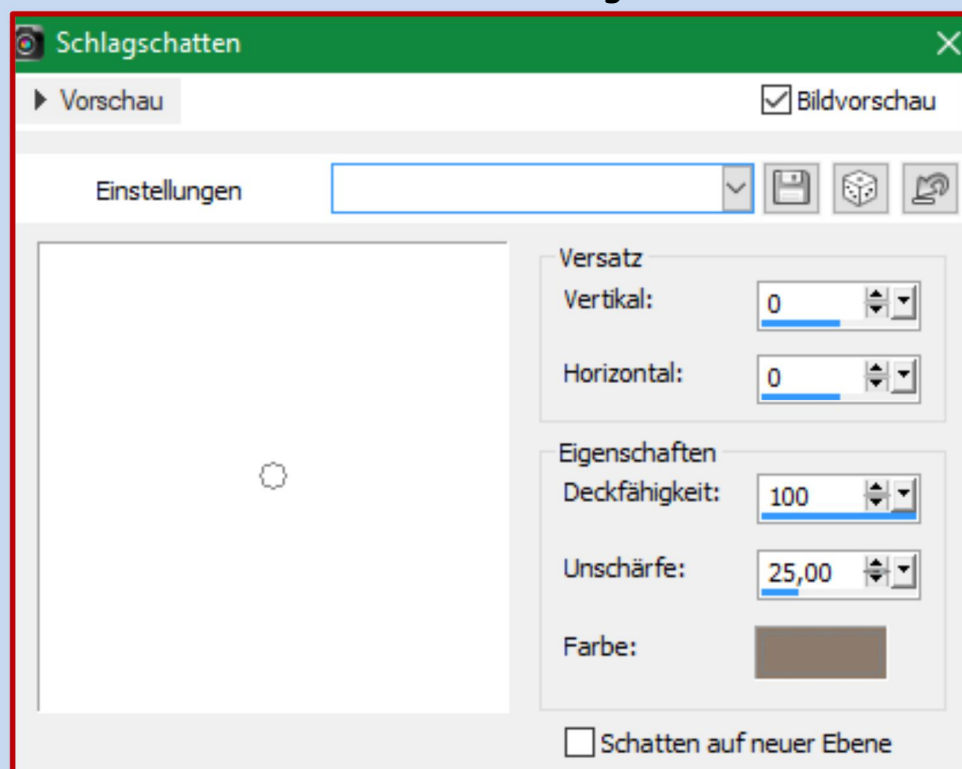 Schlagschatten
Vorschau
Bildvorschau
Einstellungen
Versatz
Vertikal: 0
Horizontal: 0
Eigenschaften
Deckfähigkeit: 100
Unschärfe: 25,00
Farbe:
Schatten auf neuer Ebene